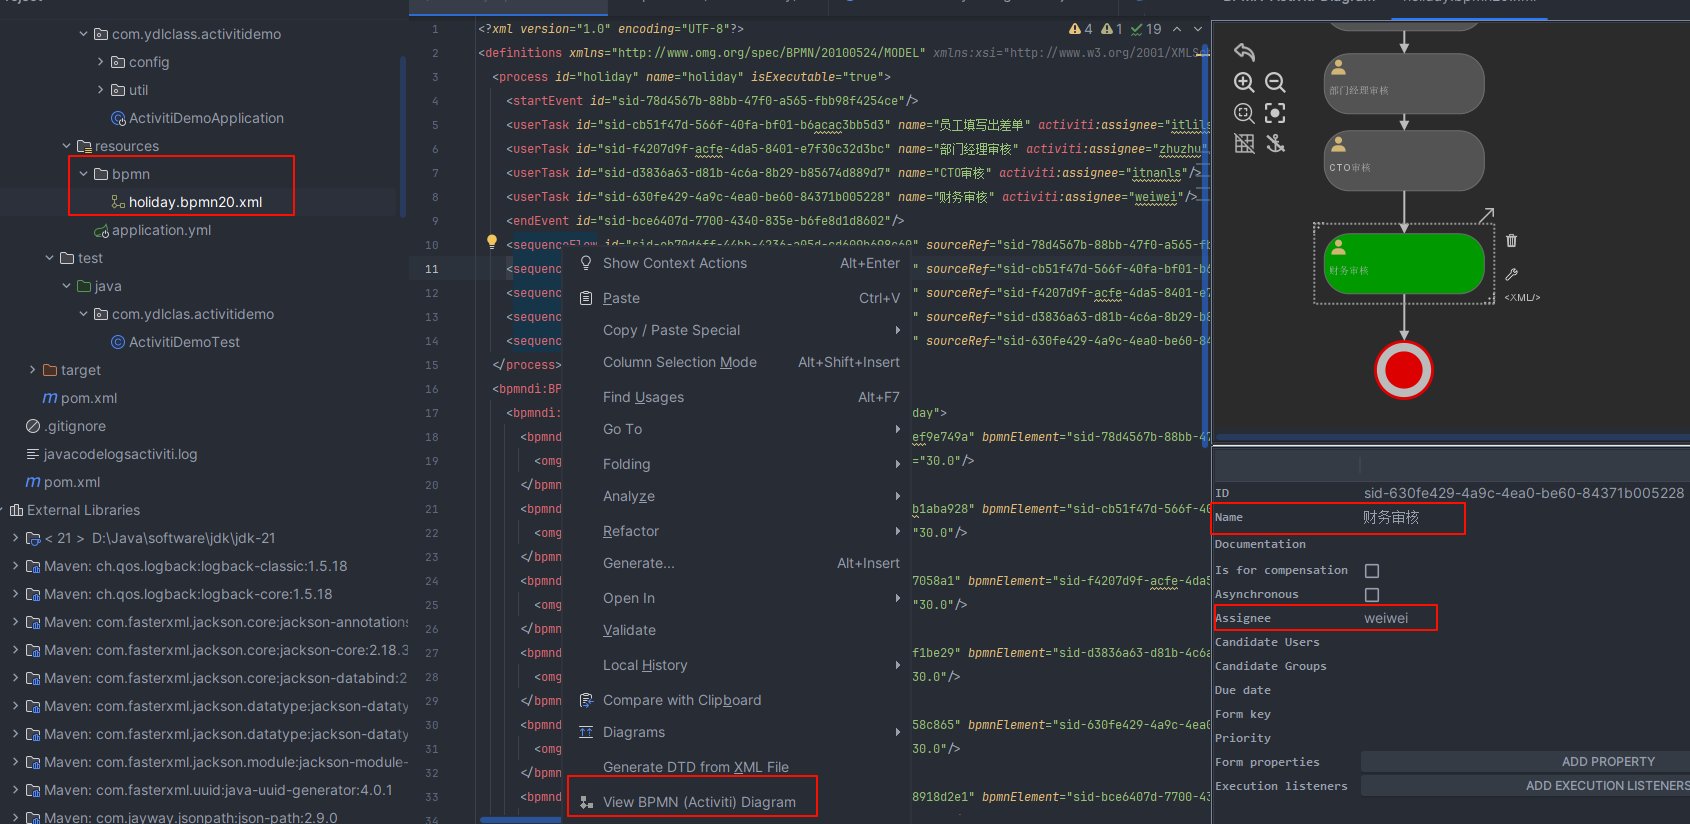 com.ydlclass.activitidemo
config
util
ActivitiDemoApplication
resources
bpmn
holiday.bpmn20.xml
application.yml
test
java
com.ydlclas.activitidemo
ActivitiDemoTest
target
pom.xml
.gitignore
javacodelogsactiviti.log
pom.xml
External Libraries
< 21 > D:\Java\software\jdk\jdk-21
Maven: ch.qos.logback:logback-classic:1.5.18
Maven: ch.qos.logback:logback-core:1.5.18
Maven: com.fasterxml.jackson.core:jackson-annotations
Maven: com.fasterxml.jackson.core:jackson-core:2.18.3
Maven: com.fasterxml.jackson.core:jackson-databind:2
Maven: com.fasterxml.jackson.datatype:jackson-dataty
Maven: com.fasterxml.jackson.datatype:jackson-dataty
Maven: com.fasterxml.jackson.module:jackson-module-
Maven: com.fasterxml.uuid:java-uuid-generator:4.0.1
Maven: com.jayway.jsonpath:json-path:2.9.0
4 1 19
1 <?xml version="1.0" encoding="UTF-8"?>
2 <definitions xmlns="http://www.omg.org/spec/BPMN/20100524/MODEL" xmlns:xsi="http://www.w3.org/2001/XMLS
3 <process id="holiday" name="holiday" isExecutable="true">
4 <startEvent id="sid-78d4567b-88bb-47f0-a565-fbb98f4254ce"/>
5 <userTask id="sid-cb51f47d-566f-40fa-bf01-b6acac3bb5d3" name="员工填写出差单" activiti:assignee="itlils
6 <userTask id="sid-f4207d9f-acfe-4da5-8401-e7f30c32d3bc" name="部门经理审核" activiti:assignee="zhuzhu"
7 <userTask id="sid-d3836a63-d81b-4c6a-8b29-b85674d889d7" name="CTO审核" activiti:assignee="itnanls"/>
8 <userTask id="sid-630fe429-4a9c-4ea0-be60-84371b005228" name="财务审核" activiti:assignee="weiwei"/>
9 <endEvent id="sid-bce6407d-7700-4340-835e-b6fe8d1d8602"/>
10 <sequenceFlow sourceRef="sid-78d4567b-88bb-47f0-a565-fb
11 <sequenc " sourceRef="sid-cb51f47d-566f-40fa-bf01-b6
12 <sequenc " sourceRef="sid-f4207d9f-acfe-4da5-8401-e7
13 <sequenc " sourceRef="sid-d3836a63-d81b-4c6a-8b29-b8
14 <sequenc " sourceRef="sid-630fe429-4a9c-4ea0-be60-84
15 </process>
16 <bpmndi:BP
17 <bpmndi: day">
18 <bpmnd ef9e749a" bpmnElement="sid-78d4567b-88bb-47
19 <omg ="30.0"/>
20 </bpmn
21 <bpmnd b1aba928" bpmnElement="sid-cb51f47d-566f-40
22 <omg "30.0"/>
23 </bpmn
24 <bpmnd 7058a1" bpmnElement="sid-f4207d9f-acfe-4da5
25 <omg "30.0"/>
26 </bpmn
27 <bpmnd f1be29" bpmnElement="sid-d3836a63-d81b-4c6a
28 <omg 30.0"/>
29 </bpmn
30 <bpmnd 58c865" bpmnElement="sid-630fe429-4a9c-4ea0
31 <omg 30.0"/>
32 </bpmn
33 <bpmnd 8918d2e1" bpmnElement="sid-bce6407d-7700-43
34
Show Context Actions Alt+Enter
Paste Ctrl+V
Copy / Paste Special
Column Selection Mode Alt+Shift+Insert
Find Usages Alt+F7
Go To
Folding
Analyze
Refactor
Generate... Alt+Insert
Open In
Validate
Local History
Compare with Clipboard
Diagrams
Generate DTD from XML File
View BPMN (Activiti) Diagram
部门经理审核
CTO审核
财务审核
<XML/>
ID sid-630fe429-4a9c-4ea0-be60-84371b005228
Name 财务审核
Documentation
Is for compensation
Asynchronous
Assignee weiwei
Candidate Users
Candidate Groups
Due date
Form key
Priority
Form properties ADD PROPERTY
Execution listeners ADD EXECUTION LISTENERS